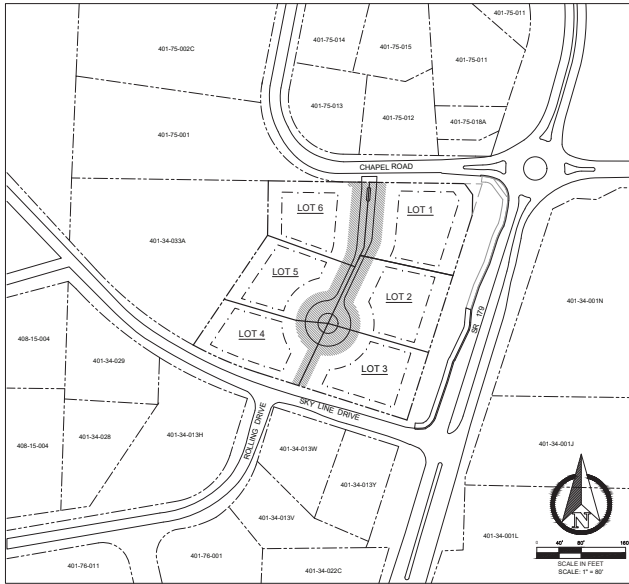 401-75-011
401-75-014
401-75-015
401-75-002C
401-75-011
401-75-013
401-75-012
401-75-018A
401-75-001
CHAPEL ROAD
LOT 6
LOT 1
401-34-033A
LOT 5
LOT 2
401-34-001N
SR 179
LOT 4
408-15-004
401-34-029
LOT 3
SKY LINE DRIVE
ROLLING DRIVE
408-15-004
401-34-028
401-34-013H
401-34-013W
401-34-001J
401-34-013Y
401-34-013V
N
401-34-001L
401-76-011
401-76-001
401-34-022C
0 40' 80' 160'
SCALE IN FEET
SCALE: 1" = 80'